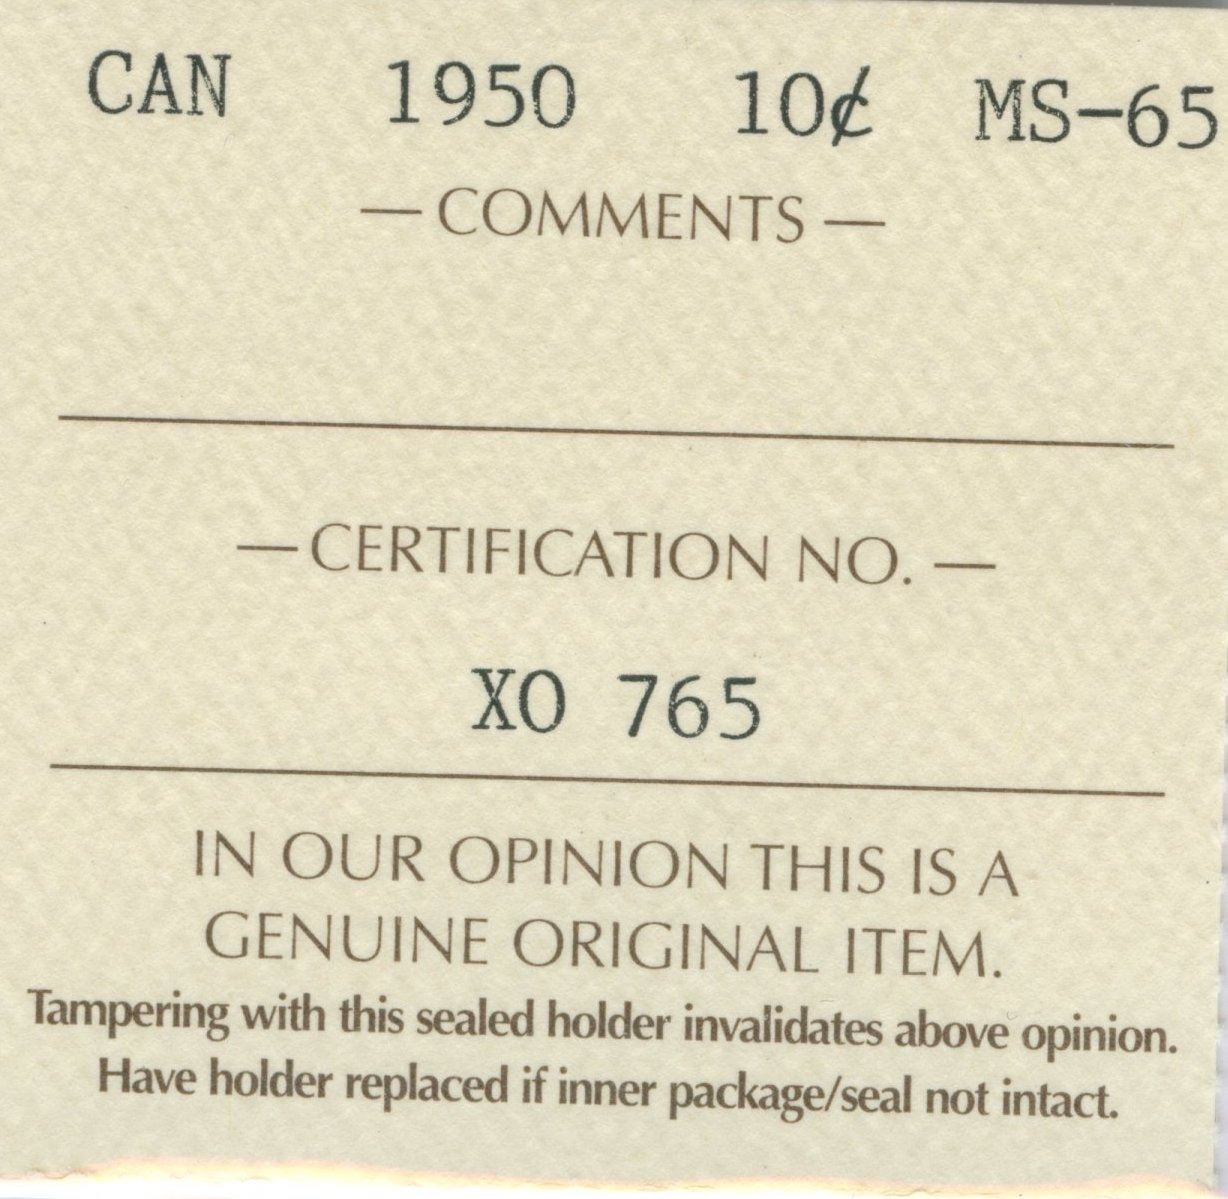 CAN 1950 10¢ MS-65
— COMMENTS —
— CERTIFICATION NO. —
XO 765
IN OUR OPINION THIS IS A
GENUINE ORIGINAL ITEM.
Tampering with this sealed holder invalidates above opinion.
Have holder replaced if inner package/seal not intact.